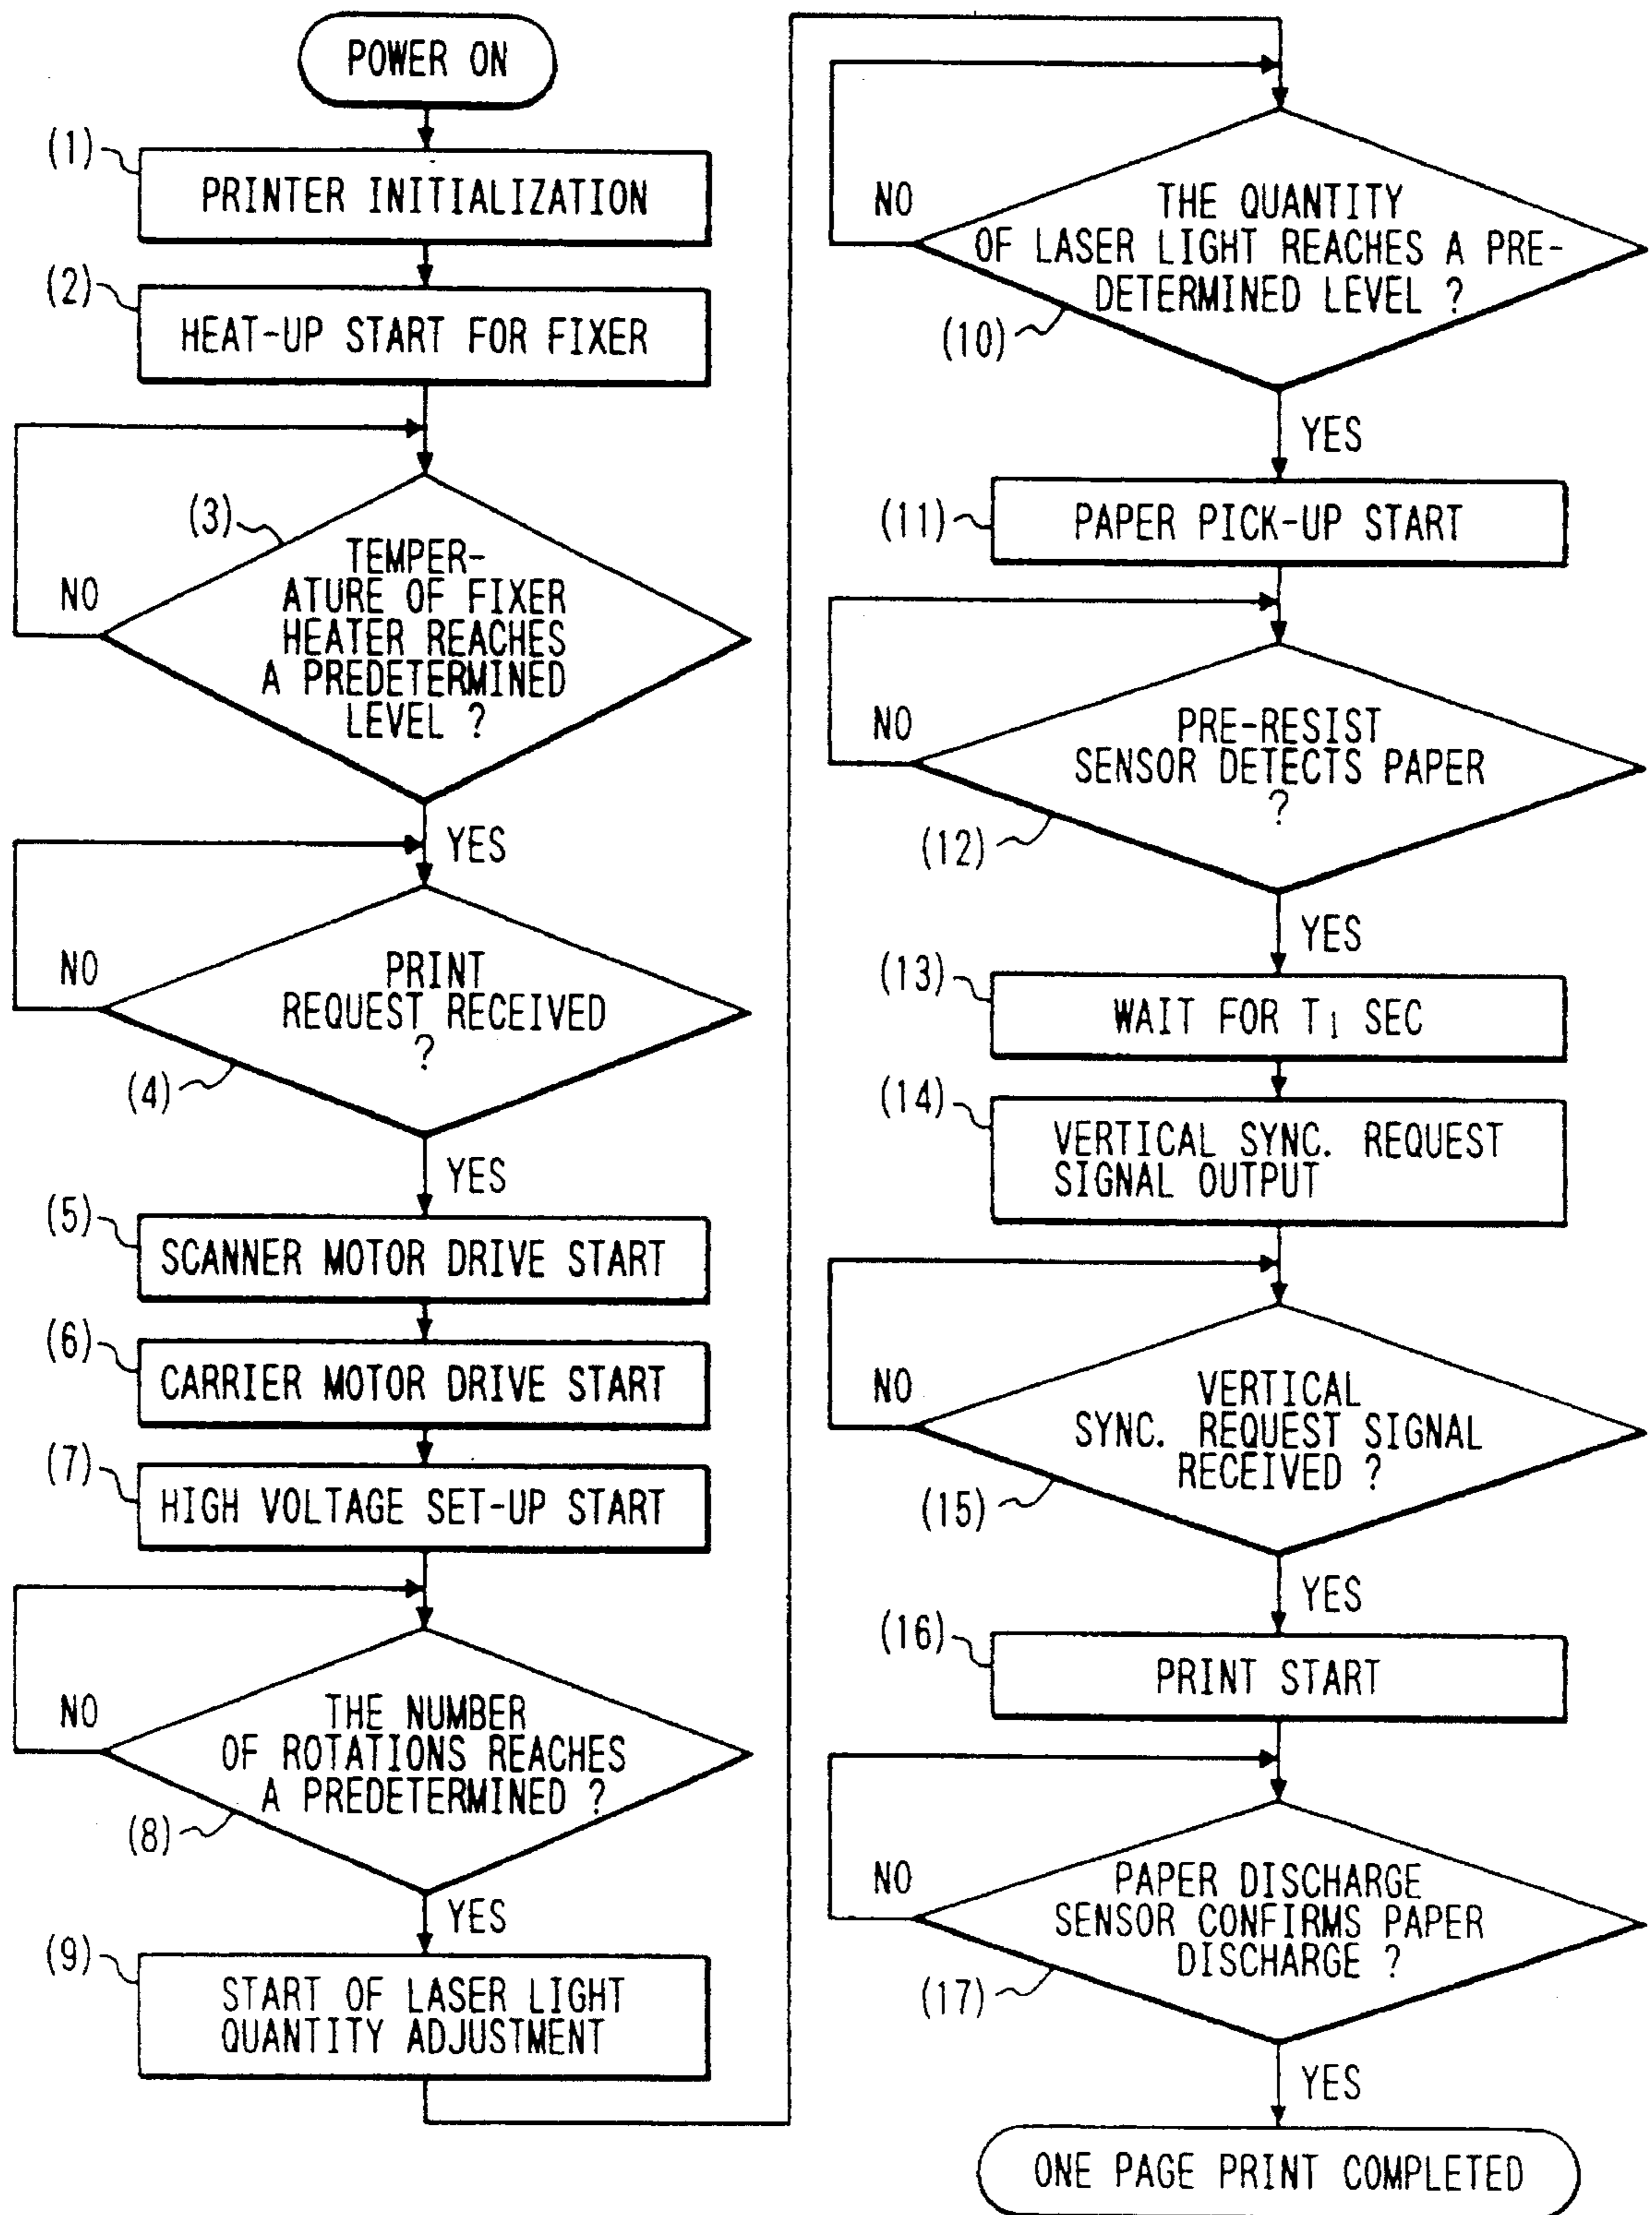 POWER ON
(1)
PRINTER INITIALIZATION
(2)
HEAT-UP START FOR FIXER
(3)
TEMPER-
ATURE OF FIXER
HEATER REACHES
A PREDETERMINED
LEVEL ?
NO
YES
PRINT
REQUEST RECEIVED
?
NO
(4)
YES
(5)
SCANNER MOTOR DRIVE START
(6)
CARRIER MOTOR DRIVE START
(7)
HIGH VOLTAGE SET-UP START
THE NUMBER
OF ROTATIONS REACHES
A PREDETERMINED ?
NO
(8)
YES
(9)
START OF LASER LIGHT
QUANTITY ADJUSTMENT
THE QUANTITY
OF LASER LIGHT REACHES A PRE-
DETERMINED LEVEL ?
NO
(10)
YES
(11)
PAPER PICK-UP START
PRE-RESIST
SENSOR DETECTS PAPER
?
NO
(12)
YES
(13)
WAIT FOR T1 SEC
(14)
VERTICAL SYNC. REQUEST
SIGNAL OUTPUT
VERTICAL
SYNC. REQUEST SIGNAL
RECEIVED ?
NO
(15)
YES
(16)
PRINT START
PAPER DISCHARGE
SENSOR CONFIRMS PAPER
DISCHARGE ?
NO
(17)
YES
ONE PAGE PRINT COMPLETED